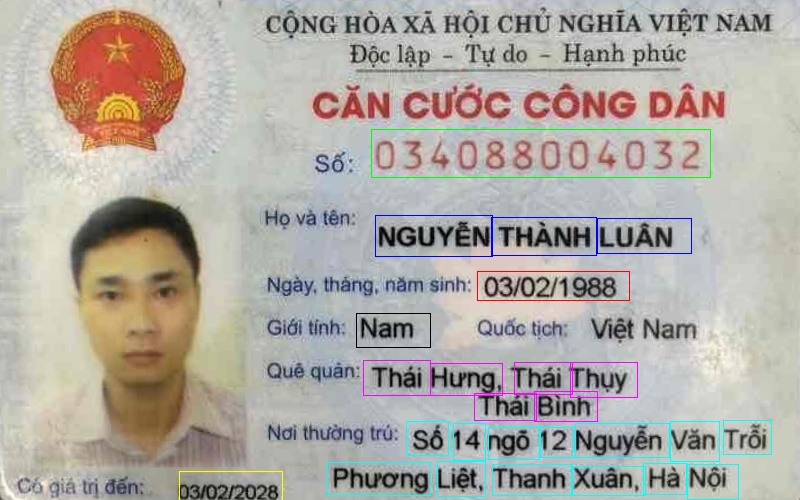 CỘNG HÒA XÃ HỘI CHỦ NGHĨA VIỆT NAM
Độc lập - Tự do - Hạnh phúc
CĂN CƯỚC CÔNG DÂN
Số: 034088004032
Họ và tên: NGUYỄN THÀNH LUÂN
Ngày, tháng, năm sinh: 03/02/1988
Giới tính: Nam Quốc tịch: Việt Nam
Quê quán: Thái Hưng, Thái Thụy
Thái Bình
Nơi thường trú: Số 14 ngõ 12 Nguyễn Văn Trỗi
Phương Liệt, Thanh Xuân, Hà Nội
Có giá trị đến: 03/02/2028